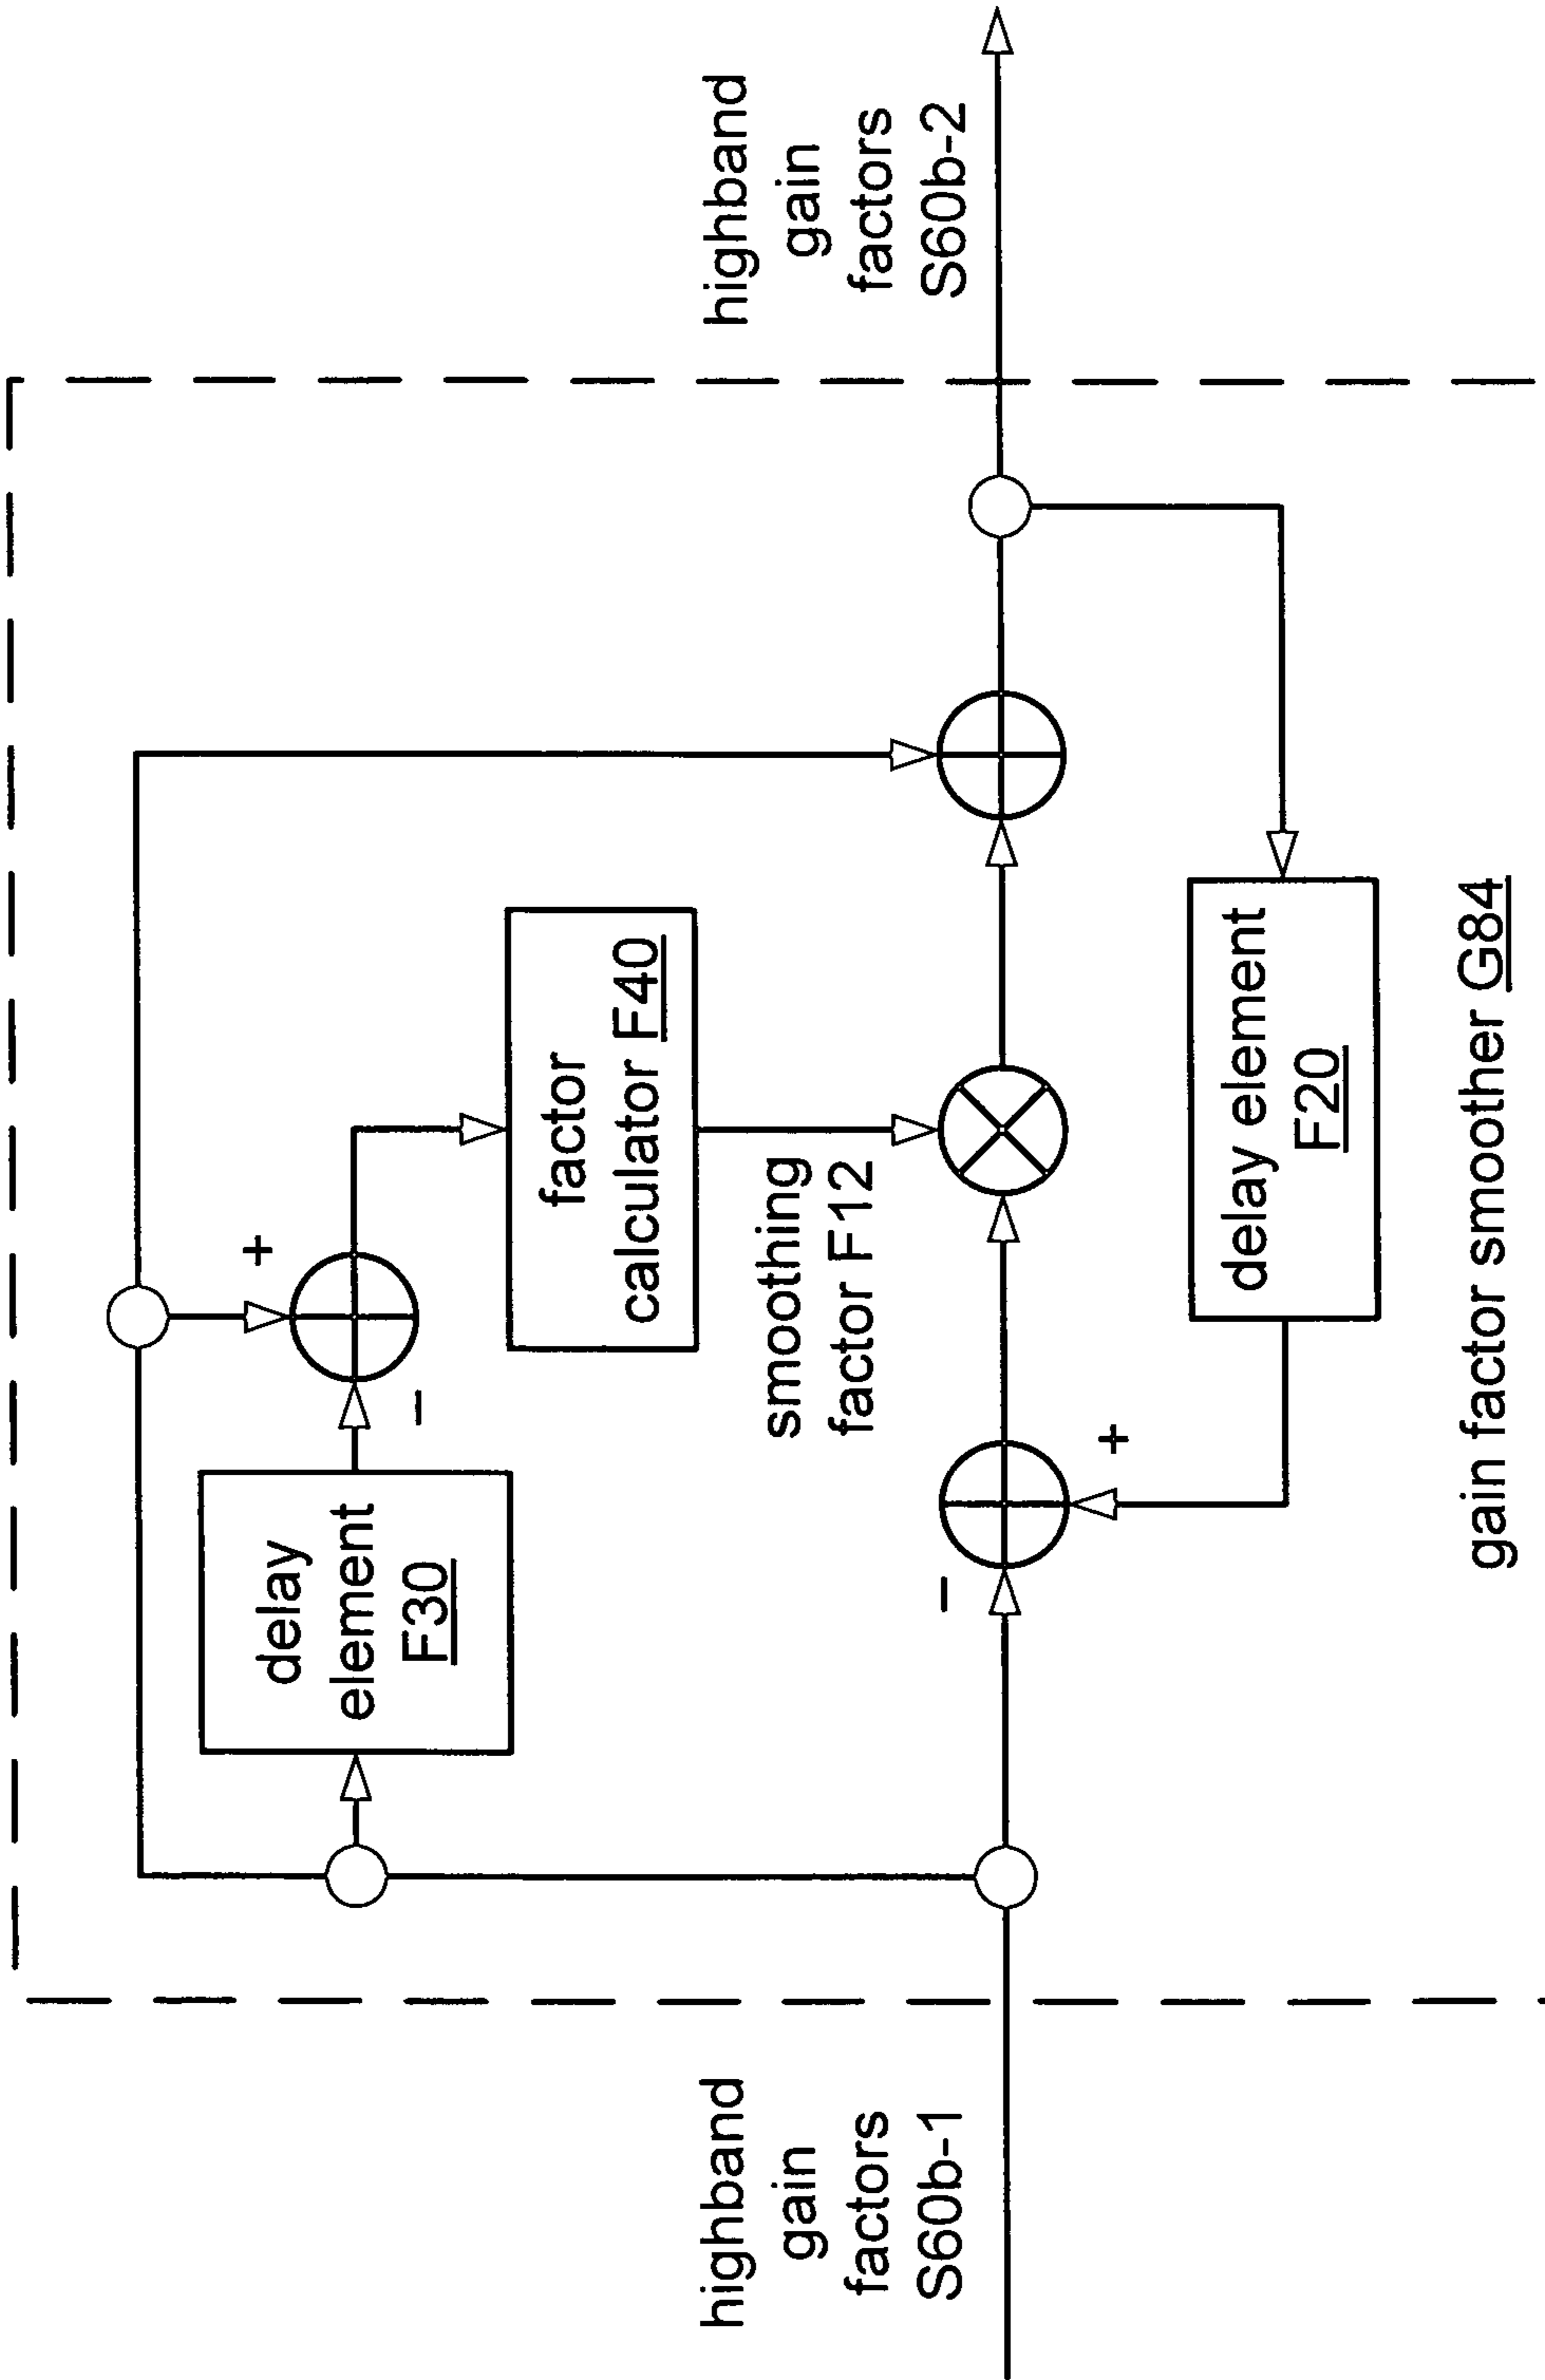 highband
gain
factors
S60b-1
delay
element
F30
+
−
factor
calculator F40
smoothing
factor F12
−
+
delay element
F20
highband
gain
factors
S60b-2
gain factor smoother G84